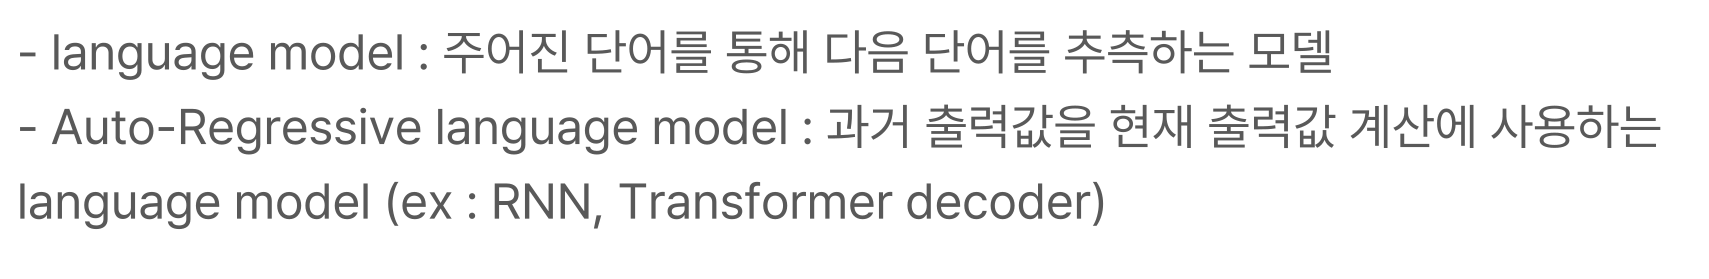 - language model : 주어진 단어를 통해 다음 단어를 추측하는 모델
- Auto-Regressive language model : 과거 출력값을 현재 출력값 계산에 사용하는
language model (ex : RNN, Transformer decoder)